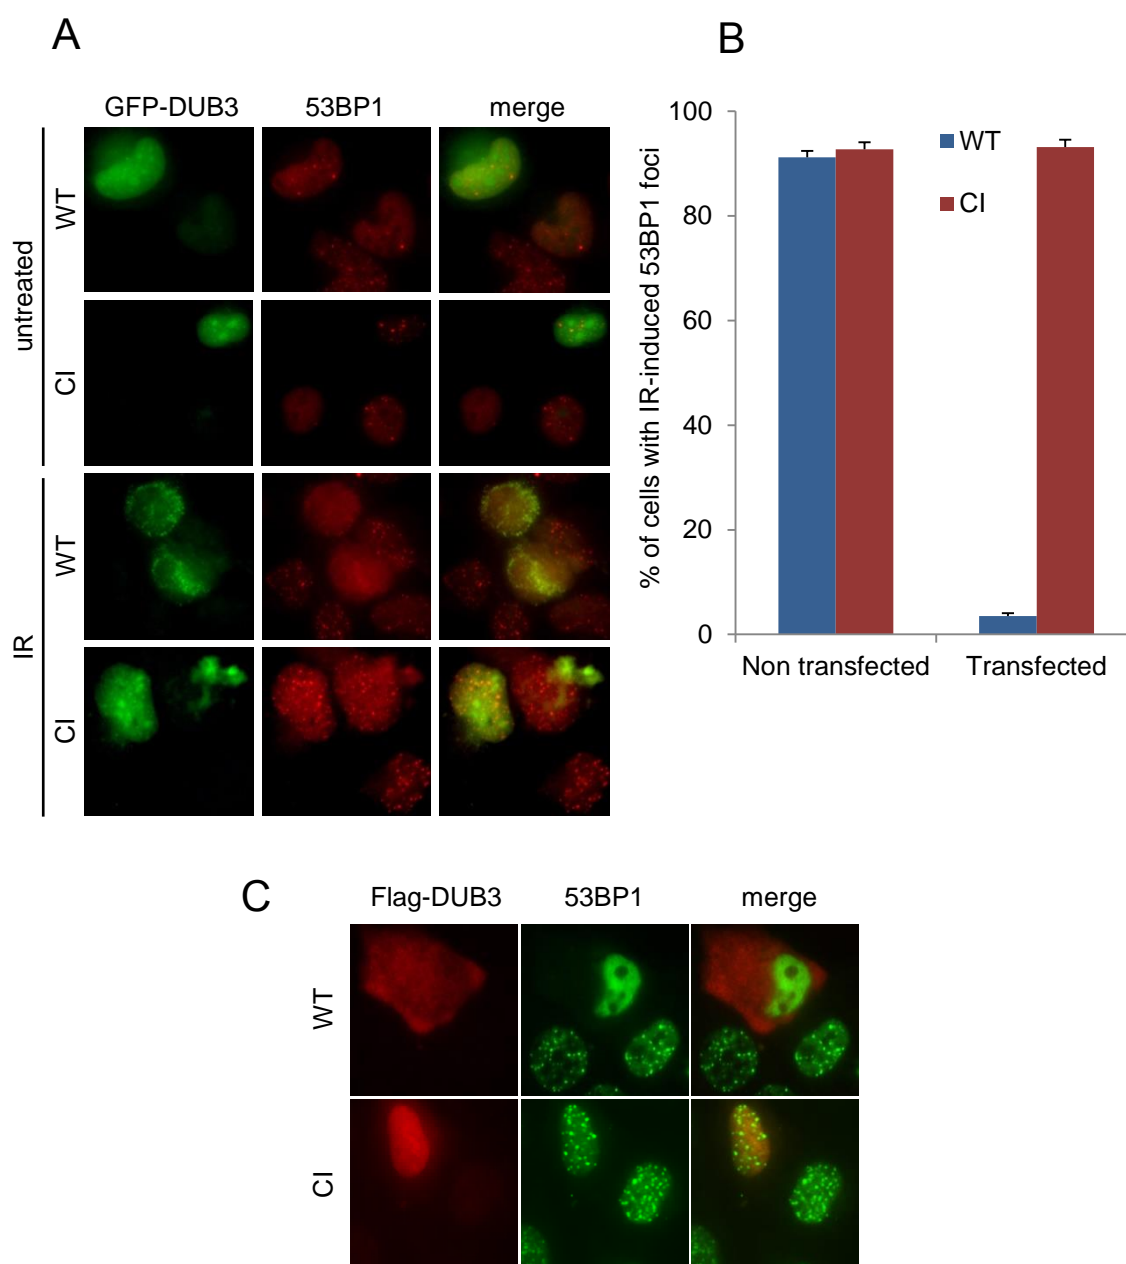 A
GFP-DUB3 53BP1 merge
untreated
WT
CI
IR
WT
CI
B
% of cells with IR-induced 53BP1 foci
100
80
60
40
20
0
WT
CI
Non transfected Transfected
C
Flag-DUB3 53BP1 merge
WT
CI